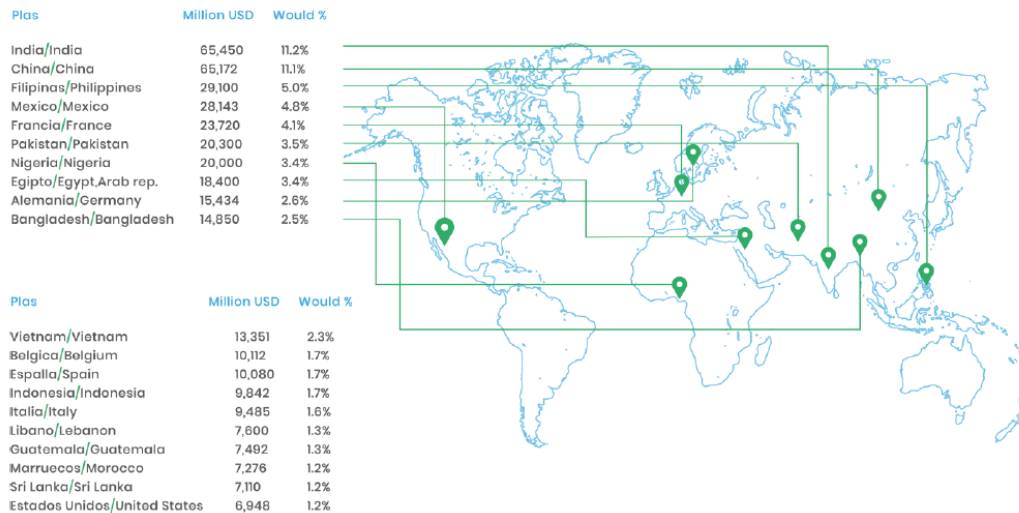 Plas Million USD Would %
India/India 65,450 11.2%
China/China 65,172 11.1%
Filipinas/Philippines 29,100 5.0%
Mexico/Mexico 28,143 4.8%
Francia/France 23,720 4.1%
Pakistan/Pakistan 20,300 3.5%
Nigeria/Nigeria 20,000 3.4%
Egipto/Egypt,Arab rep. 18,400 3.4%
Alemania/Germany 15,434 2.6%
Bangladesh/Bangladesh 14,850 2.5%
Plas Million USD Would %
Vietnam/Vietnam 13,351 2.3%
Belgica/Belgium 10,112 1.7%
Espalla/Spain 10,080 1.7%
Indonesia/Indonesia 9,842 1.7%
Italia/Italy 9,485 1.6%
Libano/Lebanon 7,600 1.3%
Guatemala/Guatemala 7,492 1.3%
Marruecos/Morocco 7,276 1.2%
Sri Lanka/Sri Lanka 7,110 1.2%
Estados Unidos/United States 6,948 1.2%